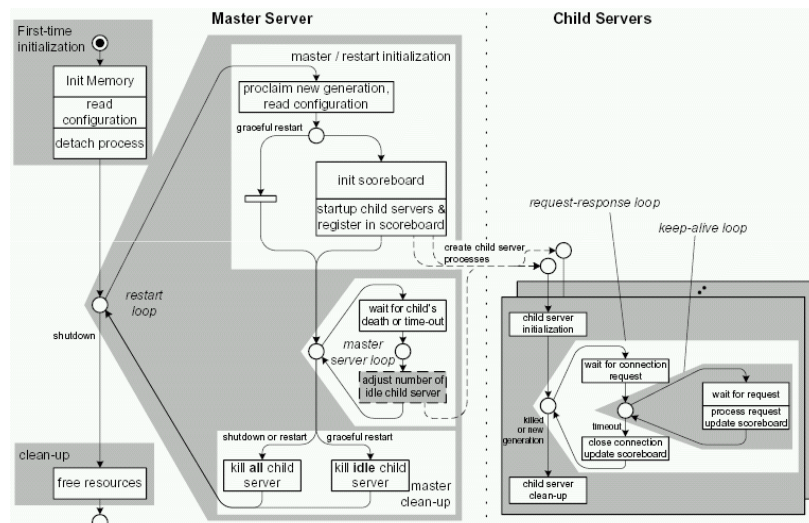 Master Server
Child Servers
First-time
initialization
Init Memory
read
configuration
detach process
master / restart initialization
proclaim new generation,
read configuration
graceful restart
init scoreboard
startup child servers &
register in scoreboard
create child server
processes
request-response loop
keep-alive loop
restart
loop
shutdown
wait for child's
death or time-out
master
server loop
adjust number of
idle child server
shutdown or restart
graceful restart
kill all child
server
kill idle child
server
master
clean-up
clean-up
free resources
child server
initialization
wait for connection
request
wait for request
process request
update scoreboard
killed or new
generation
timeout
close connection
update scoreboard
child server
clean-up